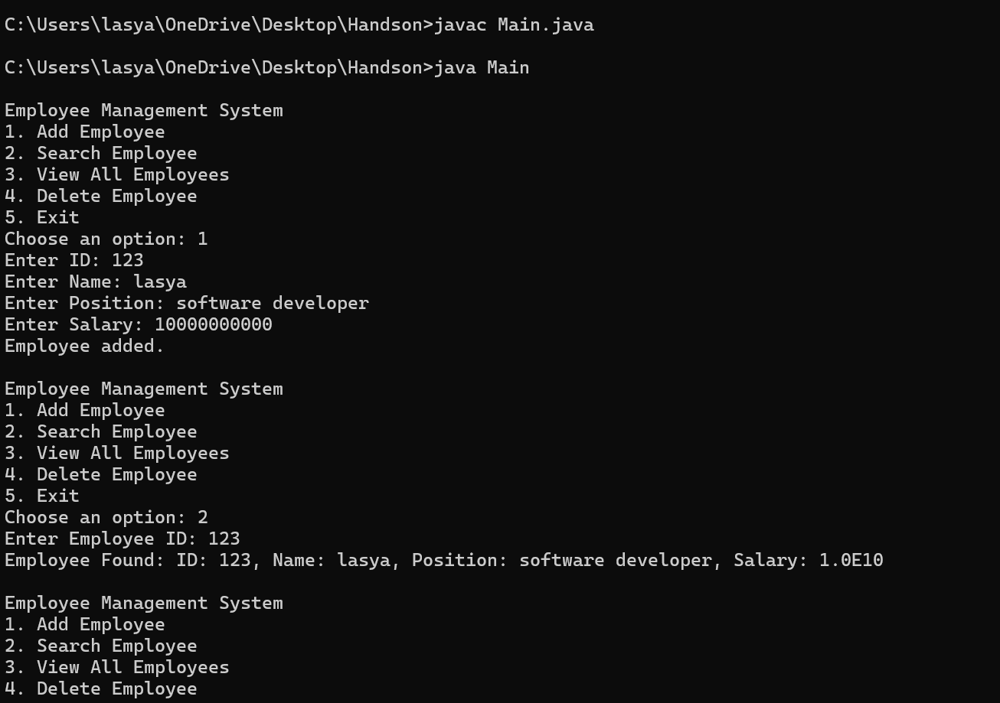 C:\Users\lasya\OneDrive\Desktop\Handson>javac Main.java
C:\Users\lasya\OneDrive\Desktop\Handson>java Main
Employee Management System
1. Add Employee
2. Search Employee
3. View All Employees
4. Delete Employee
5. Exit
Choose an option: 1
Enter ID: 123
Enter Name: lasya
Enter Position: software developer
Enter Salary: 10000000000
Employee added.
Employee Management System
1. Add Employee
2. Search Employee
3. View All Employees
4. Delete Employee
5. Exit
Choose an option: 2
Enter Employee ID: 123
Employee Found: ID: 123, Name: lasya, Position: software developer, Salary: 1.0E10
Employee Management System
1. Add Employee
2. Search Employee
3. View All Employees
4. Delete Employee